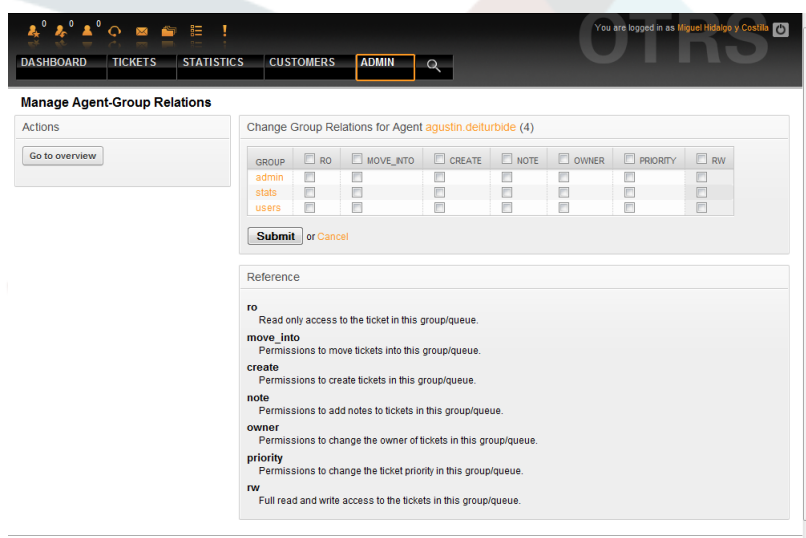 0 0 0
OTRS
You are logged in as Miguel Hidalgo y Costilla
DASHBOARD TICKETS STATISTICS CUSTOMERS ADMIN
Manage Agent-Group Relations
Actions
Go to overview
Change Group Relations for Agent agustin.deiturbide (4)
GROUP RO MOVE_INTO CREATE NOTE OWNER PRIORITY RW
admin
stats
users
Submit or Cancel
Reference
ro
Read only access to the ticket in this group/queue.
move_into
Permissions to move tickets into this group/queue.
create
Permissions to create tickets in this group/queue.
note
Permissions to add notes to tickets in this group/queue.
owner
Permissions to change the owner of tickets in this group/queue.
priority
Permissions to change the ticket priority in this group/queue.
rw
Full read and write access to the tickets in this group/queue.